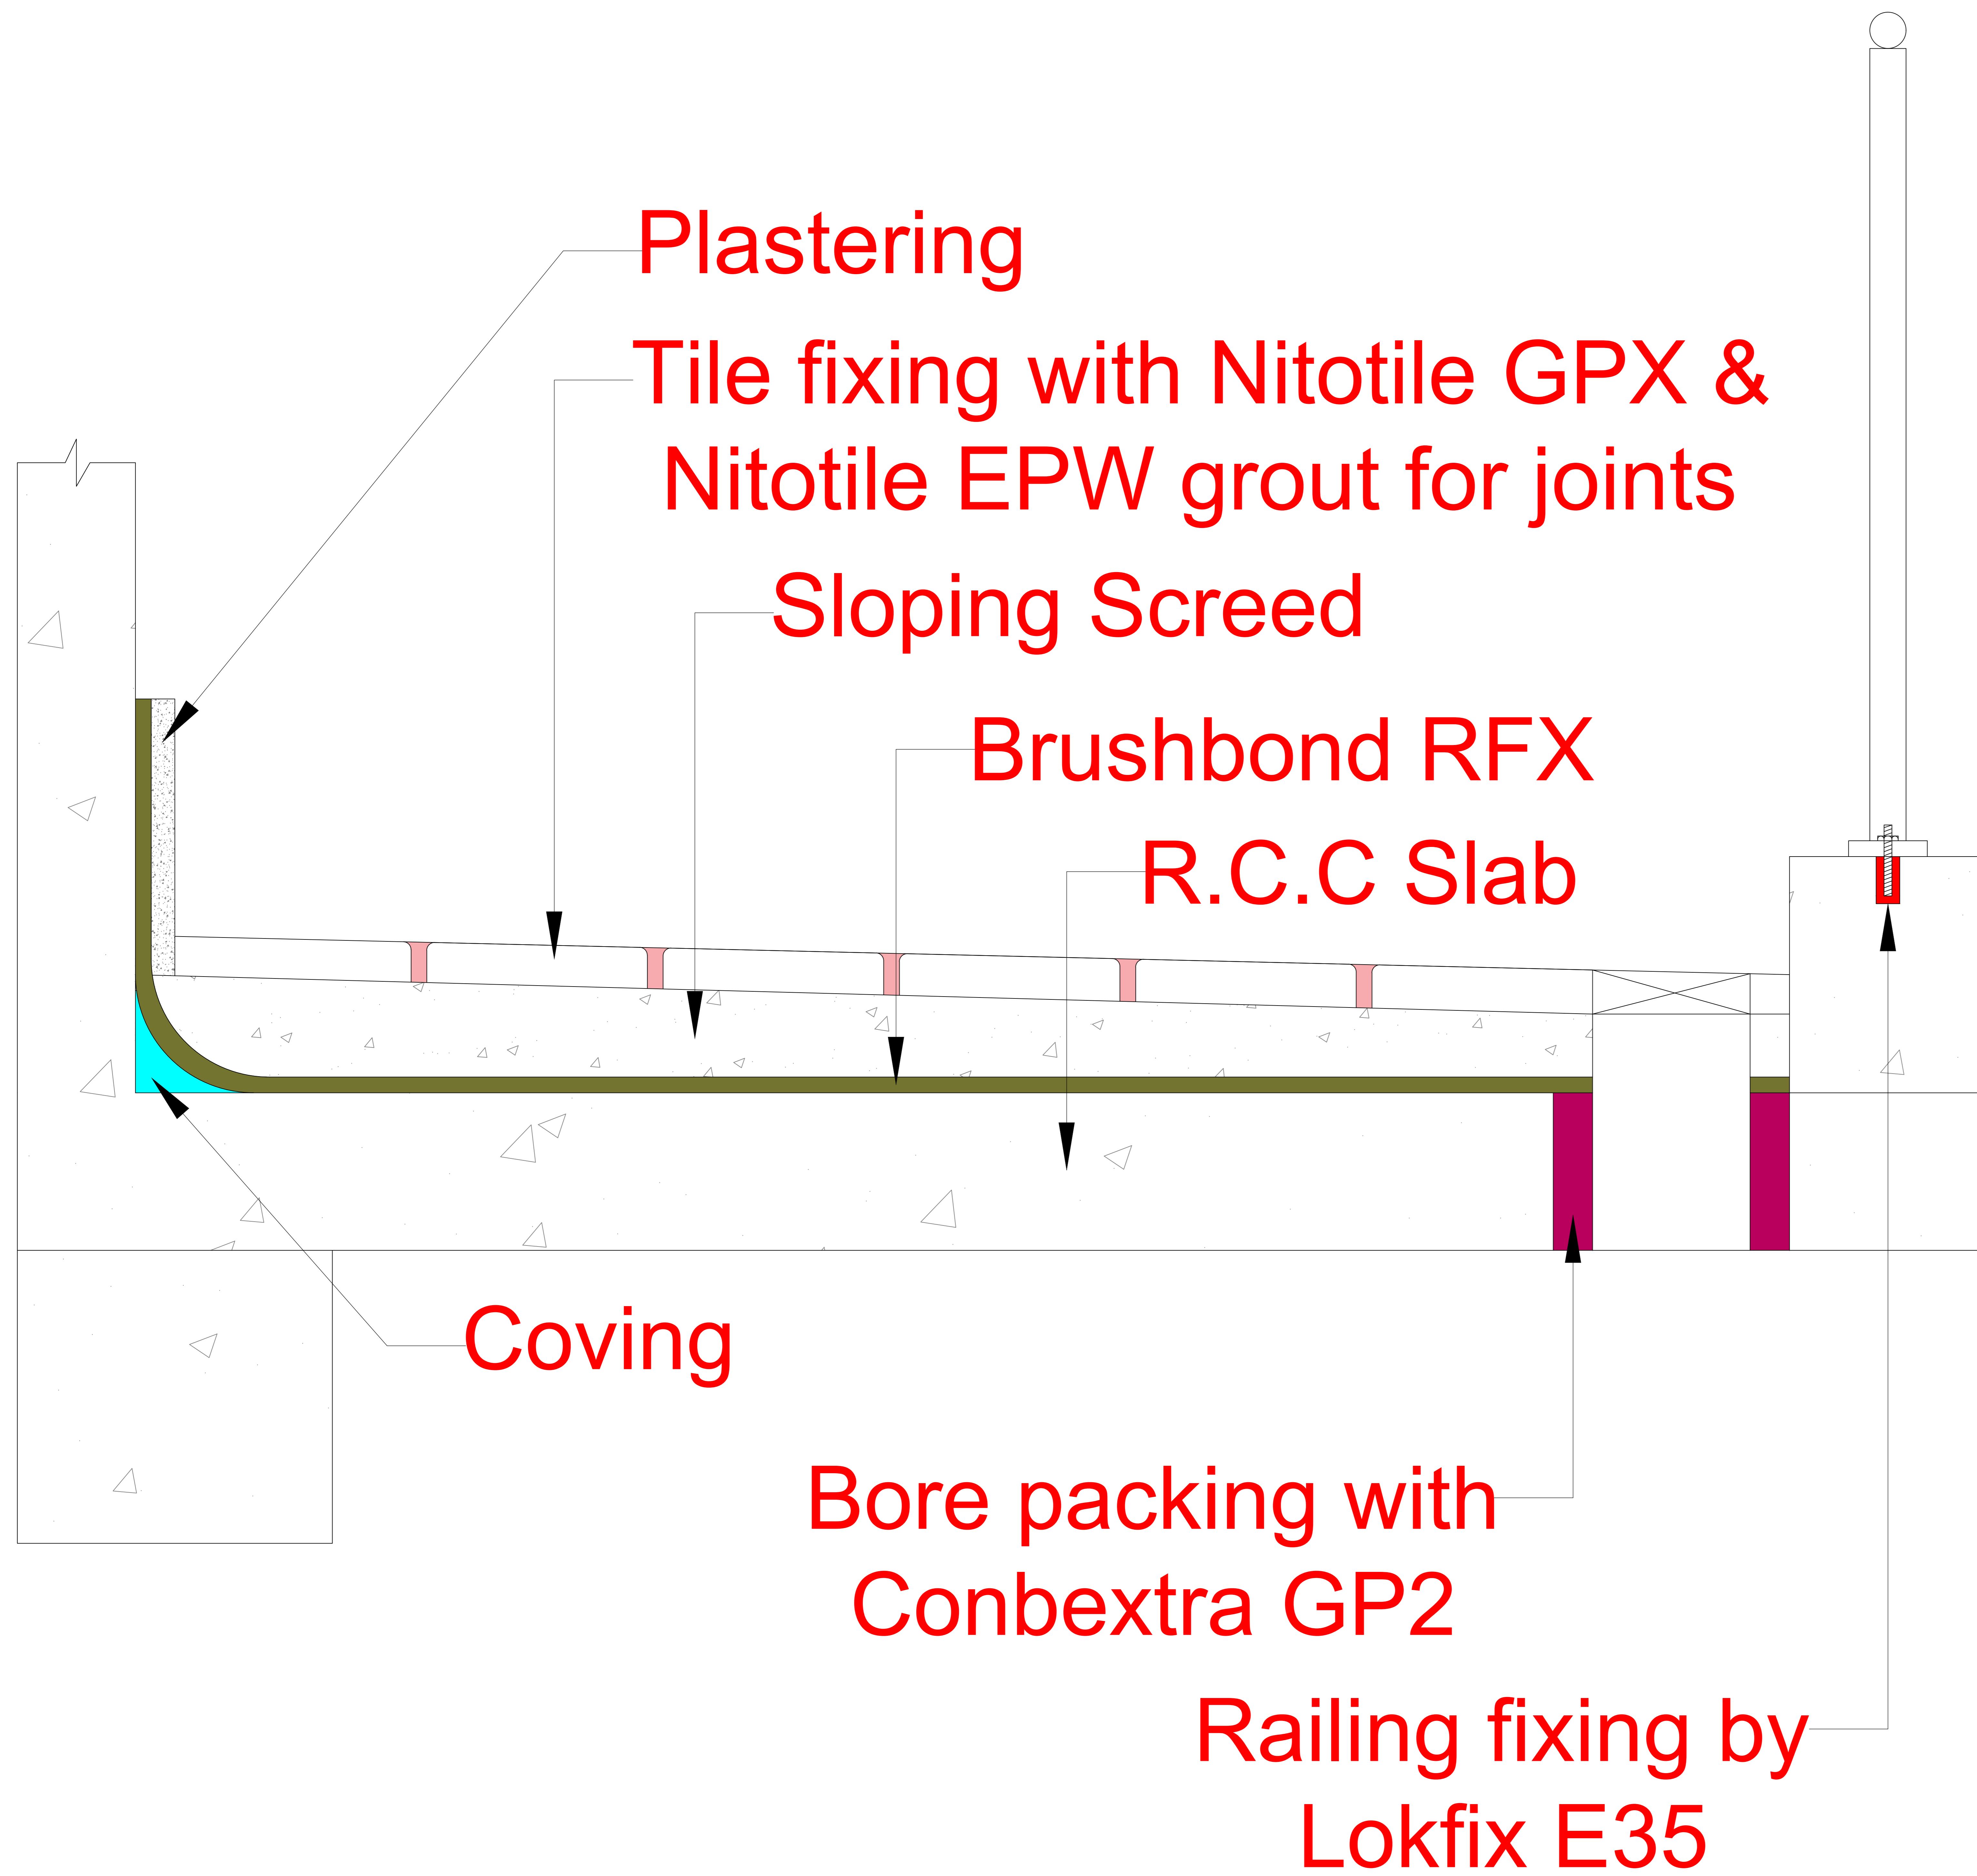 Plastering
Tile fixing with Nitotile GPX &
Nitotile EPW grout for joints
Sloping Screed
Brushbond RFX
R.C.C Slab
Coving
Bore packing with
Conbextra GP2
Railing fixing by
Lokfix E35